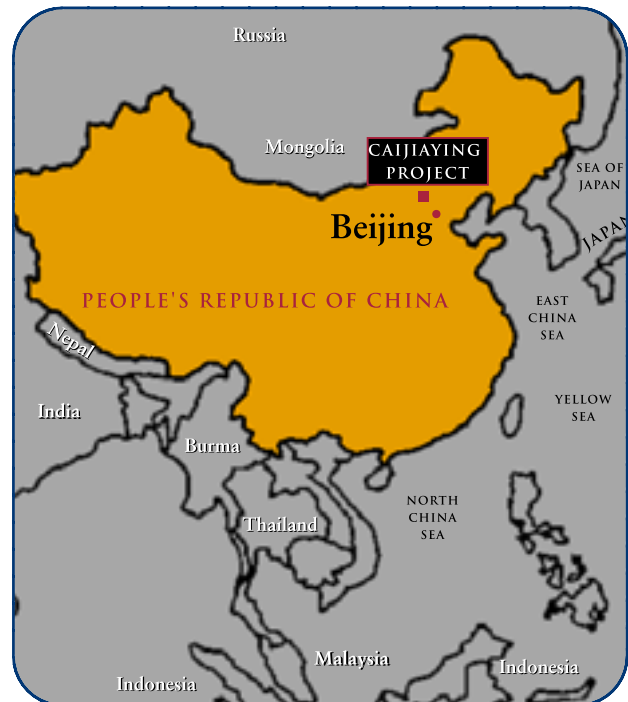 Russia
Mongolia
CAIJIAYING
PROJECT
SEA OF
JAPAN
Beijing
JAPAN
PEOPLE'S REPUBLIC OF CHINA
EAST
CHINA
SEA
Nepal
India
YELLOW
SEA
Burma
NORTH
CHINA
SEA
Thailand
Malaysia
Indonesia
Indonesia